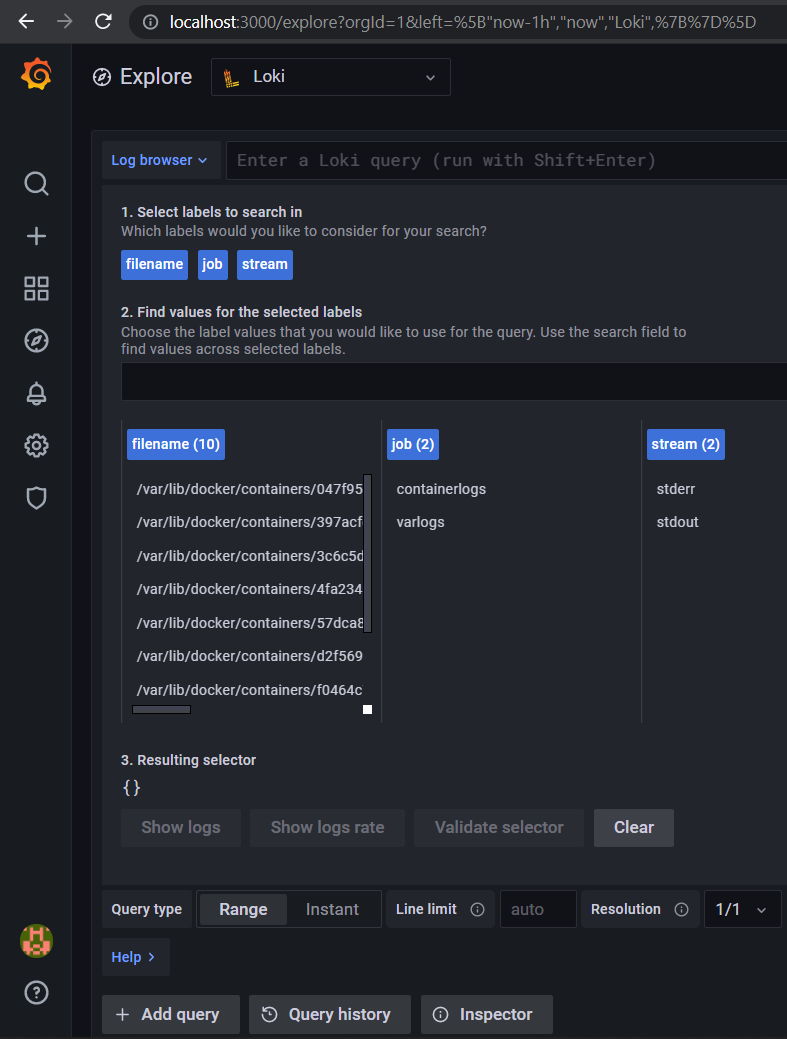 localhost:3000/explore?orgId=1&left=%5B"now-1h","now","Loki",%7B%7D%5D
Explore
Loki
Log browser
Enter a Loki query (run with Shift+Enter)
1. Select labels to search in
Which labels would you like to consider for your search?
filename job stream
2. Find values for the selected labels
Choose the label values that you would like to use for the query. Use the search field to
find values across selected labels.
filename (10)
/var/lib/docker/containers/047f95
/var/lib/docker/containers/397acf
/var/lib/docker/containers/3c6c5d
/var/lib/docker/containers/4fa234
/var/lib/docker/containers/57dca8
/var/lib/docker/containers/d2f569
/var/lib/docker/containers/f0464c
job (2)
containerlogs
varlogs
stream (2)
stderr
stdout
3. Resulting selector
{}
Show logs Show logs rate Validate selector Clear
Query type Range Instant Line limit auto Resolution 1/1
Help
Add query Query history Inspector